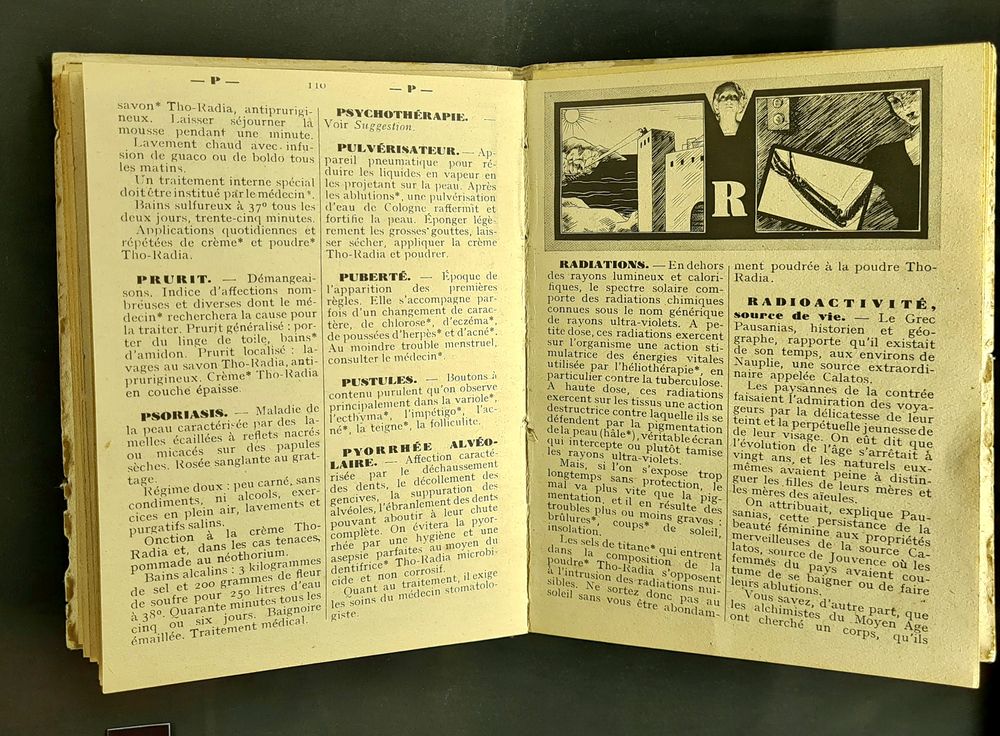 — P —
110
savon* Tho-Radia, antiprurigi-
neux. Laisser séjourner la
mousse pendant une minute.
Lavement chaud avec infu-
sion de guaco ou de boldo tous
les matins.
Un traitement interne spécial
doit être institué par le médecin*.
Bains sulfureux à 37° tous les
deux jours, trente-cinq minutes.
Applications quotidiennes et
répétées de crème* et poudre*
Tho-Radia.
PRURIT. — Démangeai-
sons. Indice d'affections nom-
breuses et diverses dont le mé-
decin* recherchera la cause pour
la traiter. Prurit généralisé : por-
ter du linge de toile, bains*
d'amidon. Prurit localisé : la-
vages au savon Tho-Radia, anti-
prurigineux. Crème* Tho-Radia
en couche épaisse.
PSORIASIS. — Maladie de
la peau caractérisée par des la-
melles écaillées à reflets nacrés
ou micacés sur des papules
sèches. Rosée sanglante au grat-
tage.
Régime doux : peu carné, sans
condiments, ni alcools, exer-
cices en plein air, lavements et
purgatifs salins.
Onction à la crème Tho-
Radia et, dans les cas tenaces,
pommade au néothorium.
Bains alcalins : 3 kilogrammes
de sel et 200 grammes de fleur
de soufre pour 250 litres d'eau
à 38°. Quarante minutes tous les
cinq ou six jours. Baignoire
émaillée. Traitement médical.
— P —
PSYCHOTHÉRAPIE. —
Voir Suggestion.
PULVÉRISATEUR. — Ap-
pareil pneumatique pour ré-
duire les liquides en vapeur en
les projetant sur la peau. Après
les ablutions*, une pulvérisation
d'eau de Cologne raffermit et
fortifie la peau. Éponger légè-
rement les grosses gouttes, lais-
ser sécher, appliquer la crème
Tho-Radia et poudrer.
PUBERTÉ. — Époque de
l'apparition des premières
règles. Elle s'accompagne par-
fois d'un changement de carac-
tère, de chlorose*, d'eczéma*,
de poussées d'herpès* et d'acné*.
Au moindre trouble menstruel,
consulter le médecin*.
PUSTULES. — Boutons à
contenu purulent qu'on observe
principalement dans la variole*,
l'ecthyma*, l'impétigo*, l'ac-
né*, la teigne*, la folliculite.
PYORRHÉE ALVÉO-
LAIRE. — Affection caracté-
risée par le déchaussement
des dents, le décollement des
gencives, la suppuration des
alvéoles, l'ébranlement des dents
pouvant aboutir à leur chute
complète. On évitera la pyor-
rhée par une hygiène et une
asepsie parfaites au moyen du
dentifrice* Tho-Radia microbi-
cide et non corrosif.
Quant au traitement, il exige
les soins du médecin stomatolo-
giste.
R
RADIATIONS. — En dehors
des rayons lumineux et calori-
fiques, le spectre solaire com-
porte des radiations chimiques
connues sous le nom générique
de rayons ultra-violets. A pe-
tite dose, ces radiations exercent
sur l'organisme une action sti-
mulatrice des énergies vitales
utilisée par l'héliothérapie*, en
particulier contre la tuberculose.
A haute dose, ces radiations
exercent sur les tissus une action
destructrice contre laquelle ils se
défendent par la pigmentation
de la peau (hâle*), véritable écran
qui intercepte ou plutôt tamise
les rayons ultra-violets.
Mais, si l'on s'expose trop
longtemps sans protection, le
mal va plus vite que la pig-
mentation, et il en résulte des
troubles plus ou moins graves :
brûlures*, coups* de soleil,
insolation.
Les sels de titane* qui entrent
dans la composition de la
poudre* Tho-Radia s'opposent
à l'intrusion des radiations nui-
sibles. Ne sortez donc pas au
soleil sans vous être abondam-
ment poudrée à la poudre Tho-
Radia.
RADIOACTIVITÉ,
source de vie. — Le Grec
Pausanias, historien et géo-
graphe, rapporte qu'il existait
de son temps, aux environs de
Nauplie, une source extraordi-
naire appelée Calatos.
Les paysannes de la contrée
faisaient l'admiration des voya-
geurs par la délicatesse de leur
teint et la perpétuelle jeunesse de
de leur visage. On eût dit que
l'évolution de l'âge s'arrêtait à
vingt ans, et les naturels eux-
mêmes avaient peine à distin-
guer les filles de leurs mères et
les mères des aïeules.
On attribuait, explique Pau-
sanias, cette persistance de la
beauté féminine aux propriétés
merveilleuses de la source Ca-
latos, source de Jouvence où les
femmes du pays avaient cou-
tume de se baigner ou de faire
leurs ablutions.
Vous savez, d'autre part, que
les alchimistes du Moyen Age
ont cherché un corps, qu'ils